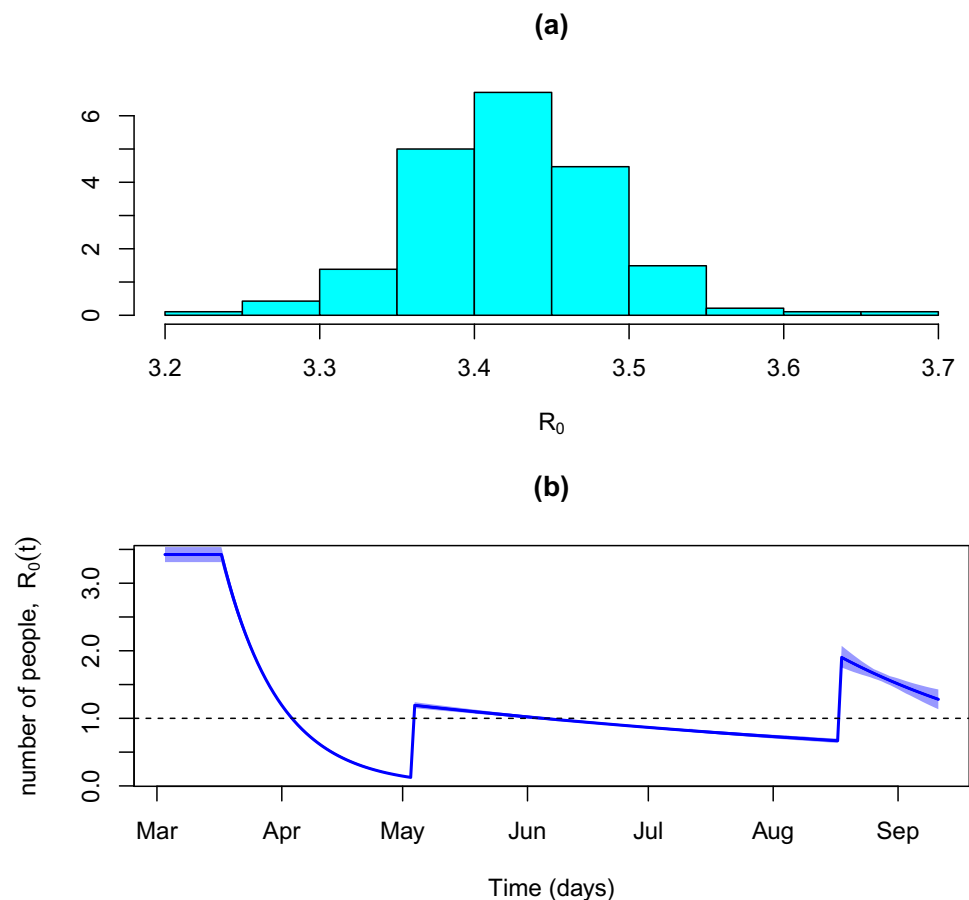 (a)
6
4
2
0
3.2 3.3 3.4 3.5 3.6 3.7
R₀
(b)
number of people, R₀(t)
3.0
2.0
1.0
0.0
Mar Apr May Jun Jul Aug Sep
Time (days)